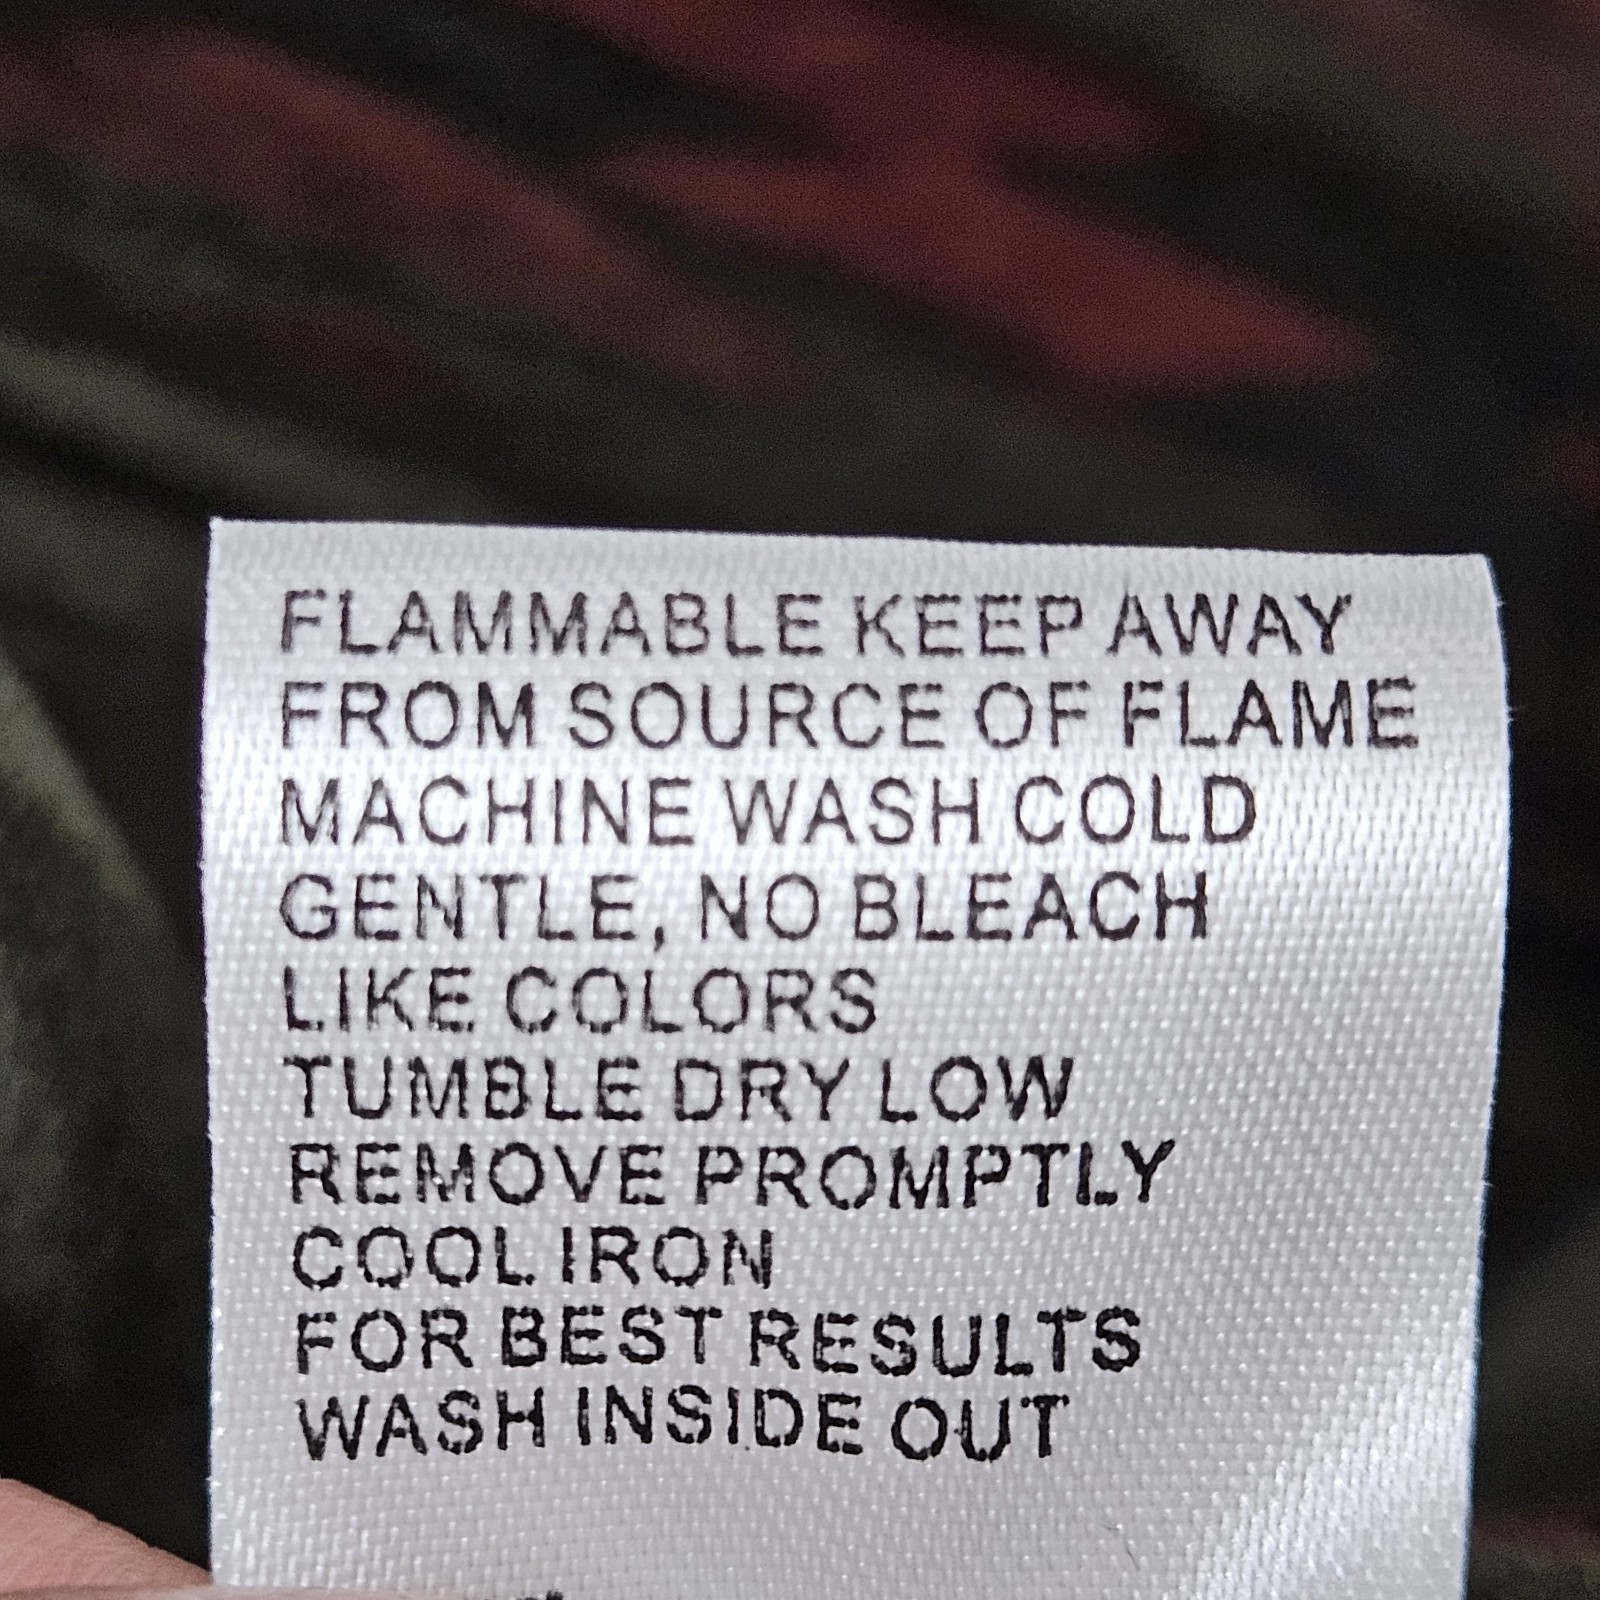 FLAMMABLE KEEP AWAY
FROM SOURCE OF FLAME
MACHINE WASH COLD
GENTLE, NO BLEACH
LIKE COLORS
TUMBLE DRY LOW
REMOVE PROMPTLY
COOL IRON
FOR BEST RESULTS
WASH INSIDE OUT